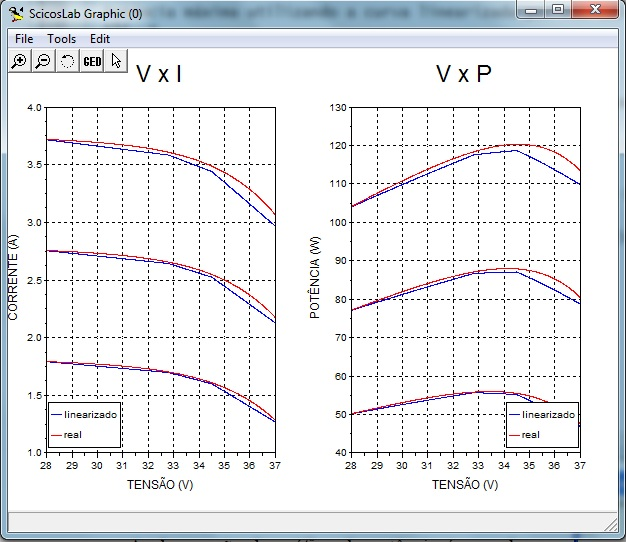 ScicosLab Graphic (0)
File Tools Edit
GED
V x I
V x P
CORRENTE (A)
4.0
3.5
3.0
2.5
2.0
1.5
1.0
28 29 30 31 32 33 34 35 36 37
TENSÃO (V)
linearizado
real
POTÊNCIA (W)
130
120
110
100
90
80
70
60
50
40
28 29 30 31 32 33 34 35 36 37
TENSÃO (V)
linearizado
real